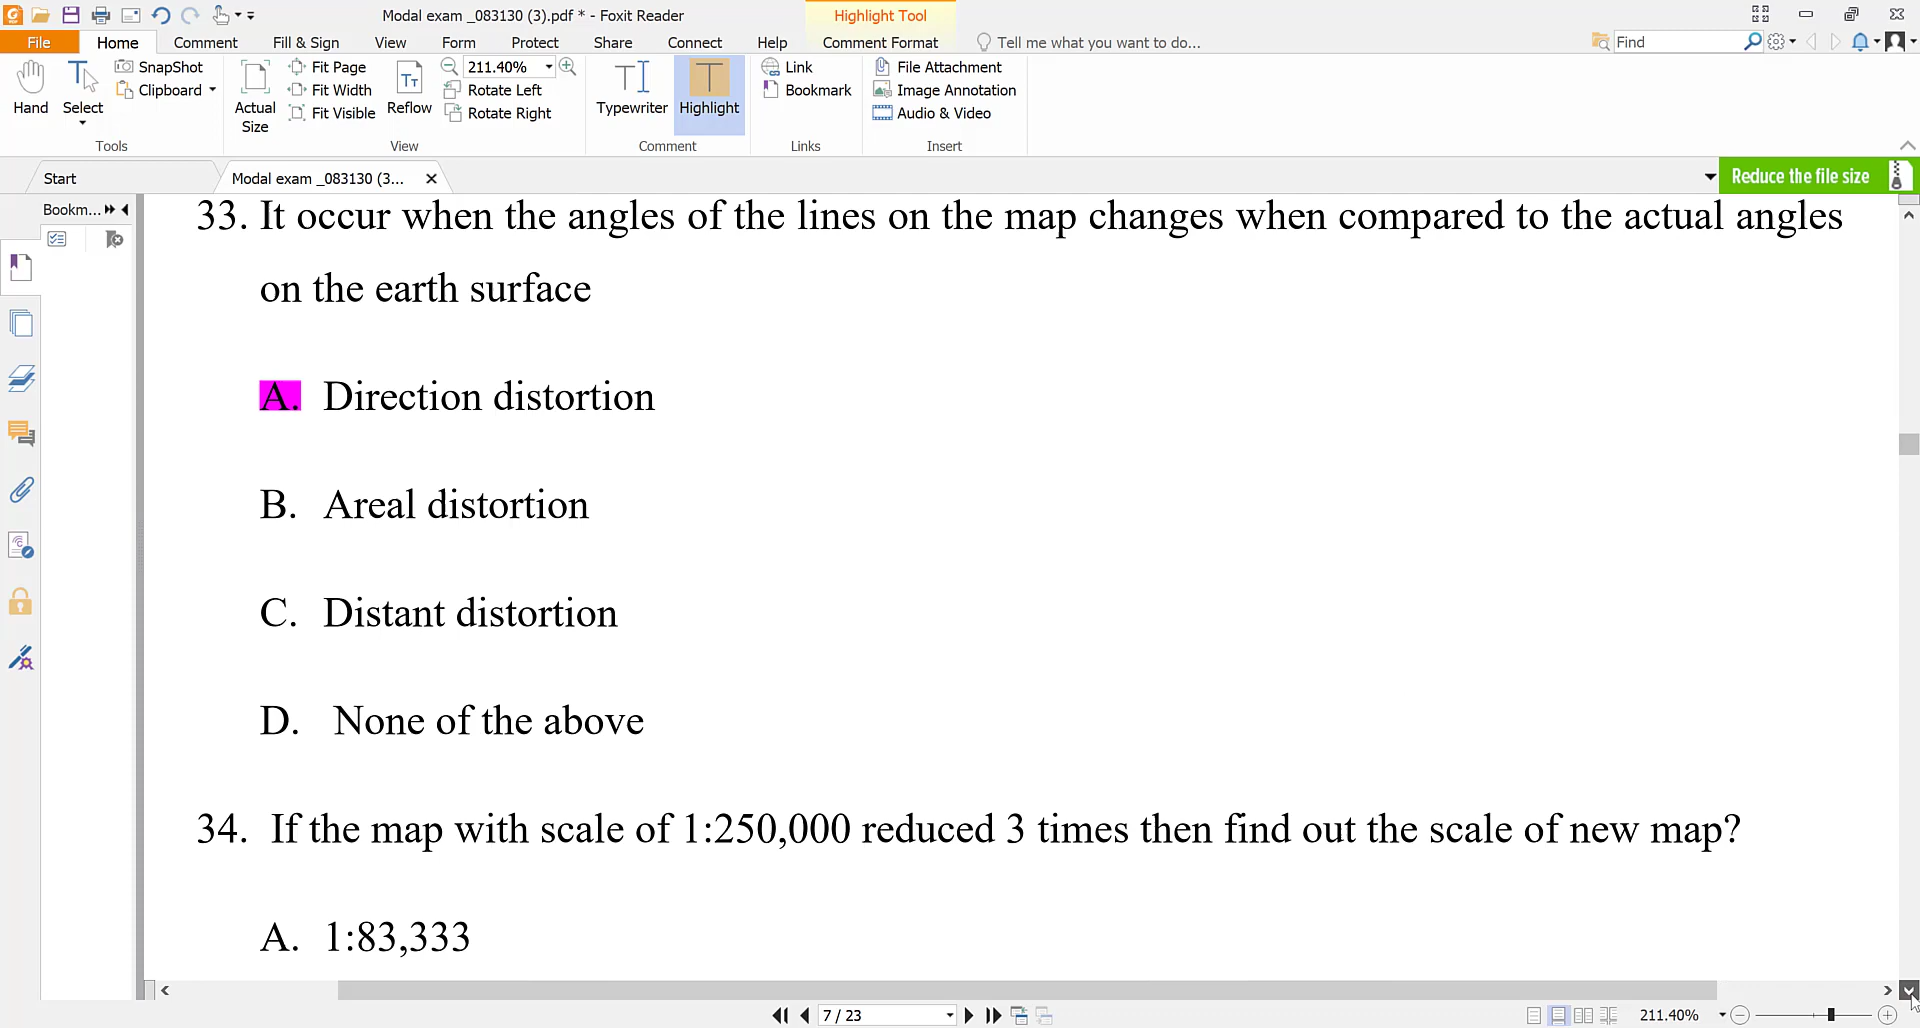 Modal exam _083130 (3).pdf * - Foxit Reader
Highlight Tool
File Home Comment Fill & Sign View Form Protect Share Connect Help Comment Format Tell me what you want to do... Find
SnapShot Fit Page 211.40% Link File Attachment
Clipboard Fit Width Rotate Left Bookmark Image Annotation
Hand Select Actual Size Fit Visible Reflow Rotate Right Typewriter Highlight Audio & Video
Tools View Comment Links Insert
Start Modal exam _083130 (3... Reduce the file size
Bookm...
33. It occur when the angles of the lines on the map changes when compared to the actual angles
on the earth surface
A. Direction distortion
B. Areal distortion
C. Distant distortion
D. None of the above
34. If the map with scale of 1:250,000 reduced 3 times then find out the scale of new map?
A. 1:83,333
7 / 23 211.40%